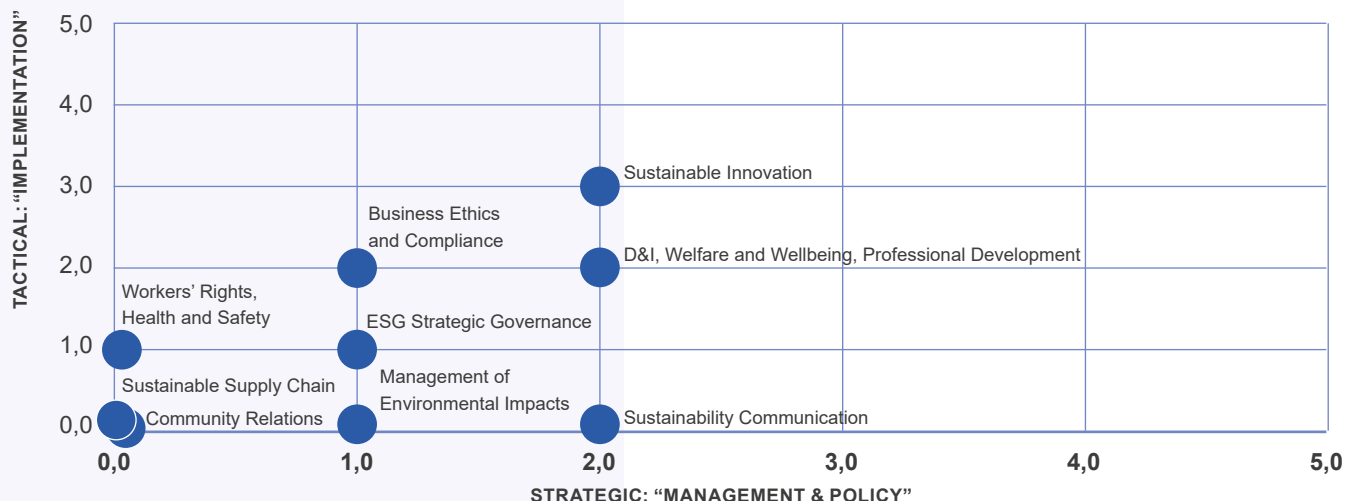 TACTICAL: “IMPLEMENTATION”
5,0
4,0
3,0
2,0
1,0
0,0
Sustainable Innovation
Business Ethics
and Compliance
D&I, Welfare and Wellbeing, Professional Development
Workers’ Rights,
Health and Safety
ESG Strategic Governance
Management of
Environmental Impacts
Sustainable Supply Chain
Community Relations
Sustainability Communication
0,0 1,0 2,0 3,0 4,0 5,0
STRATEGIC: “MANAGEMENT & POLICY”